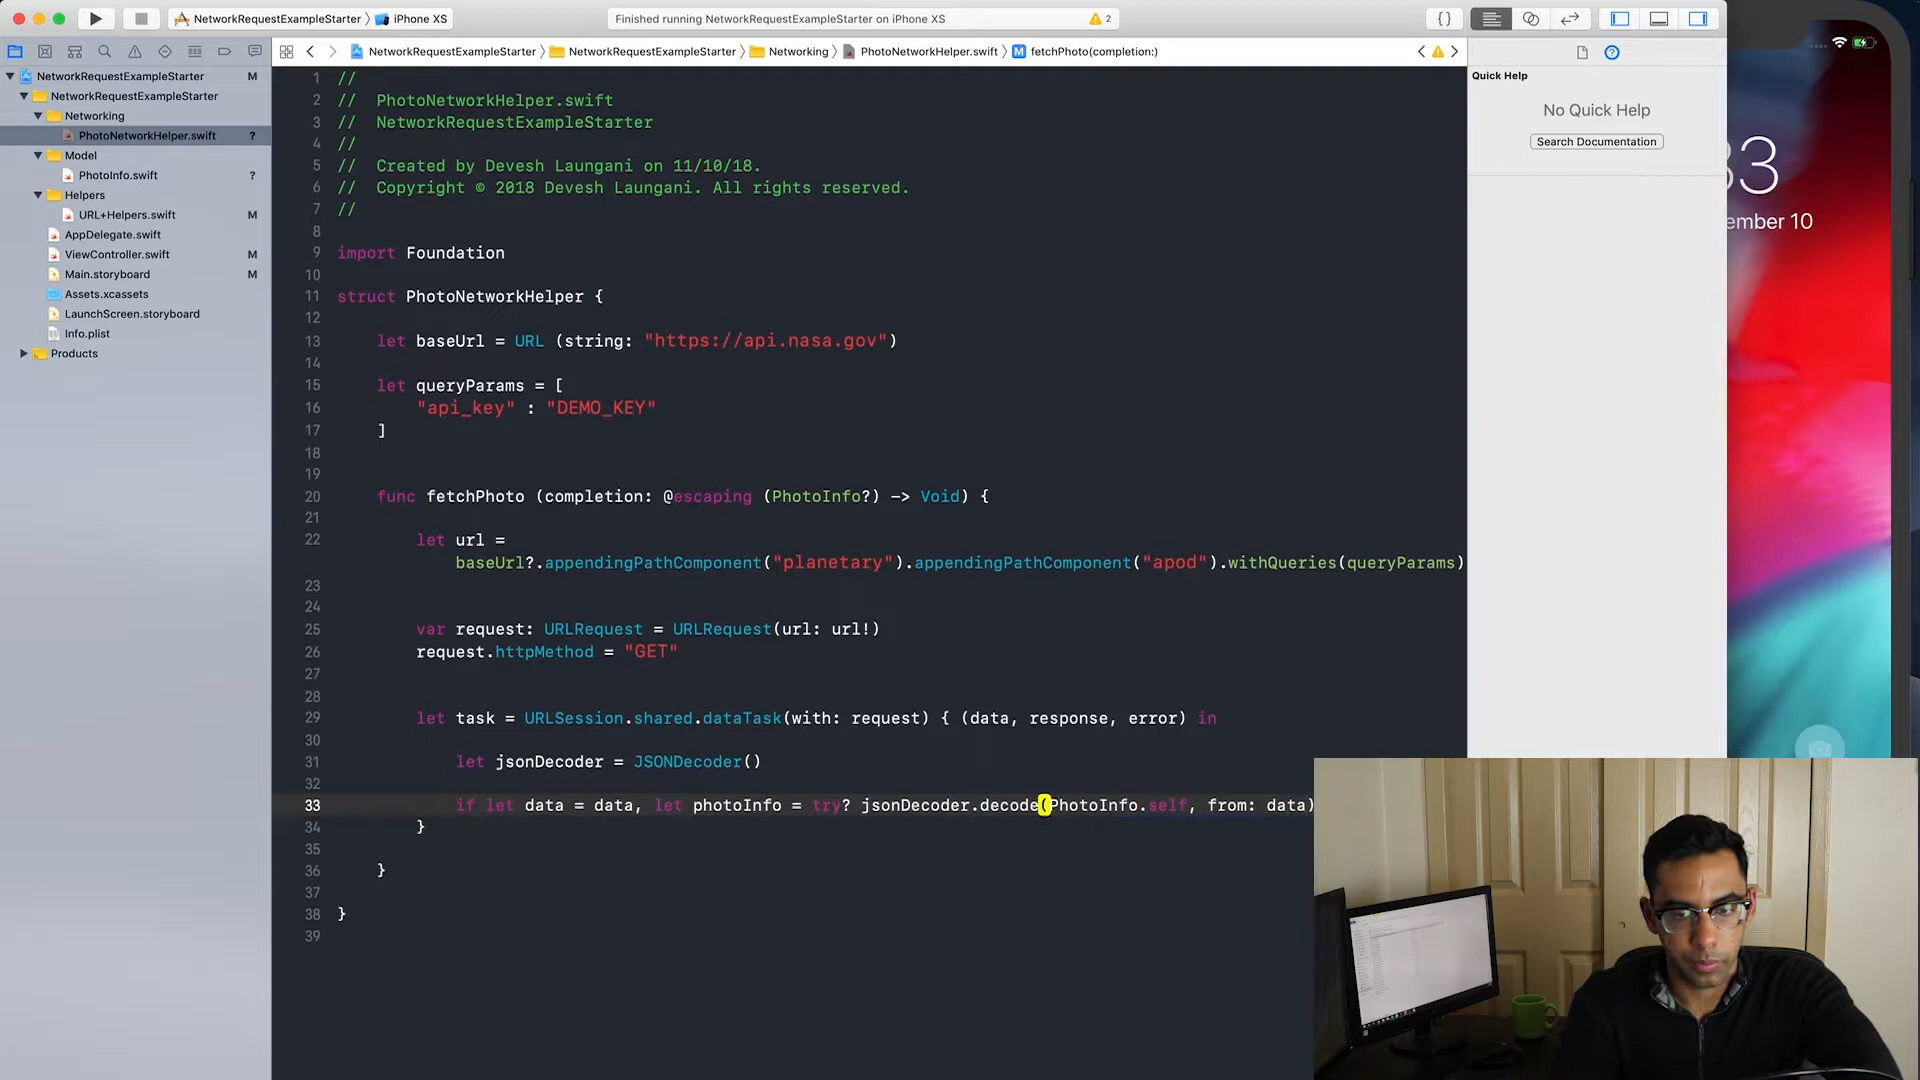 NetworkRequestExampleStarter
iPhone XS
Finished running NetworkRequestExampleStarter on iPhone XS
2
NetworkRequestExampleStarter
NetworkRequestExampleStarter
Networking
PhotoNetworkHelper.swift
M
fetchPhoto(completion:)
NetworkRequestExampleStarter M
NetworkRequestExampleStarter
Networking
PhotoNetworkHelper.swift ?
Model
PhotoInfo.swift ?
Helpers
URL+Helpers.swift M
AppDelegate.swift
ViewController.swift M
Main.storyboard M
Assets.xcassets
LaunchScreen.storyboard
Info.plist
Products
1 //
2 // PhotoNetworkHelper.swift
3 // NetworkRequestExampleStarter
4 //
5 // Created by Devesh Laungani on 11/10/18.
6 // Copyright © 2018 Devesh Laungani. All rights reserved.
7 //
8
9 import Foundation
10
11 struct PhotoNetworkHelper {
12
13 let baseUrl = URL (string: "https://api.nasa.gov")
14
15 let queryParams = [
16 "api_key" : "DEMO_KEY"
17 ]
18
19
20 func fetchPhoto (completion: @escaping (PhotoInfo?) -> Void) {
21
22 let url =
baseUrl?.appendingPathComponent("planetary").appendingPathComponent("apod").withQueries(queryParams)
23
24
25 var request: URLRequest = URLRequest(url: url!)
26 request.httpMethod = "GET"
27
28
29 let task = URLSession.shared.dataTask(with: request) { (data, response, error) in
30
31 let jsonDecoder = JSONDecoder()
32
33 if let data = data, let photoInfo = try? jsonDecoder.decode(PhotoInfo.self, from: data)
34 }
35
36 }
37
38 }
39
Quick Help
No Quick Help
Search Documentation
33
ember 10